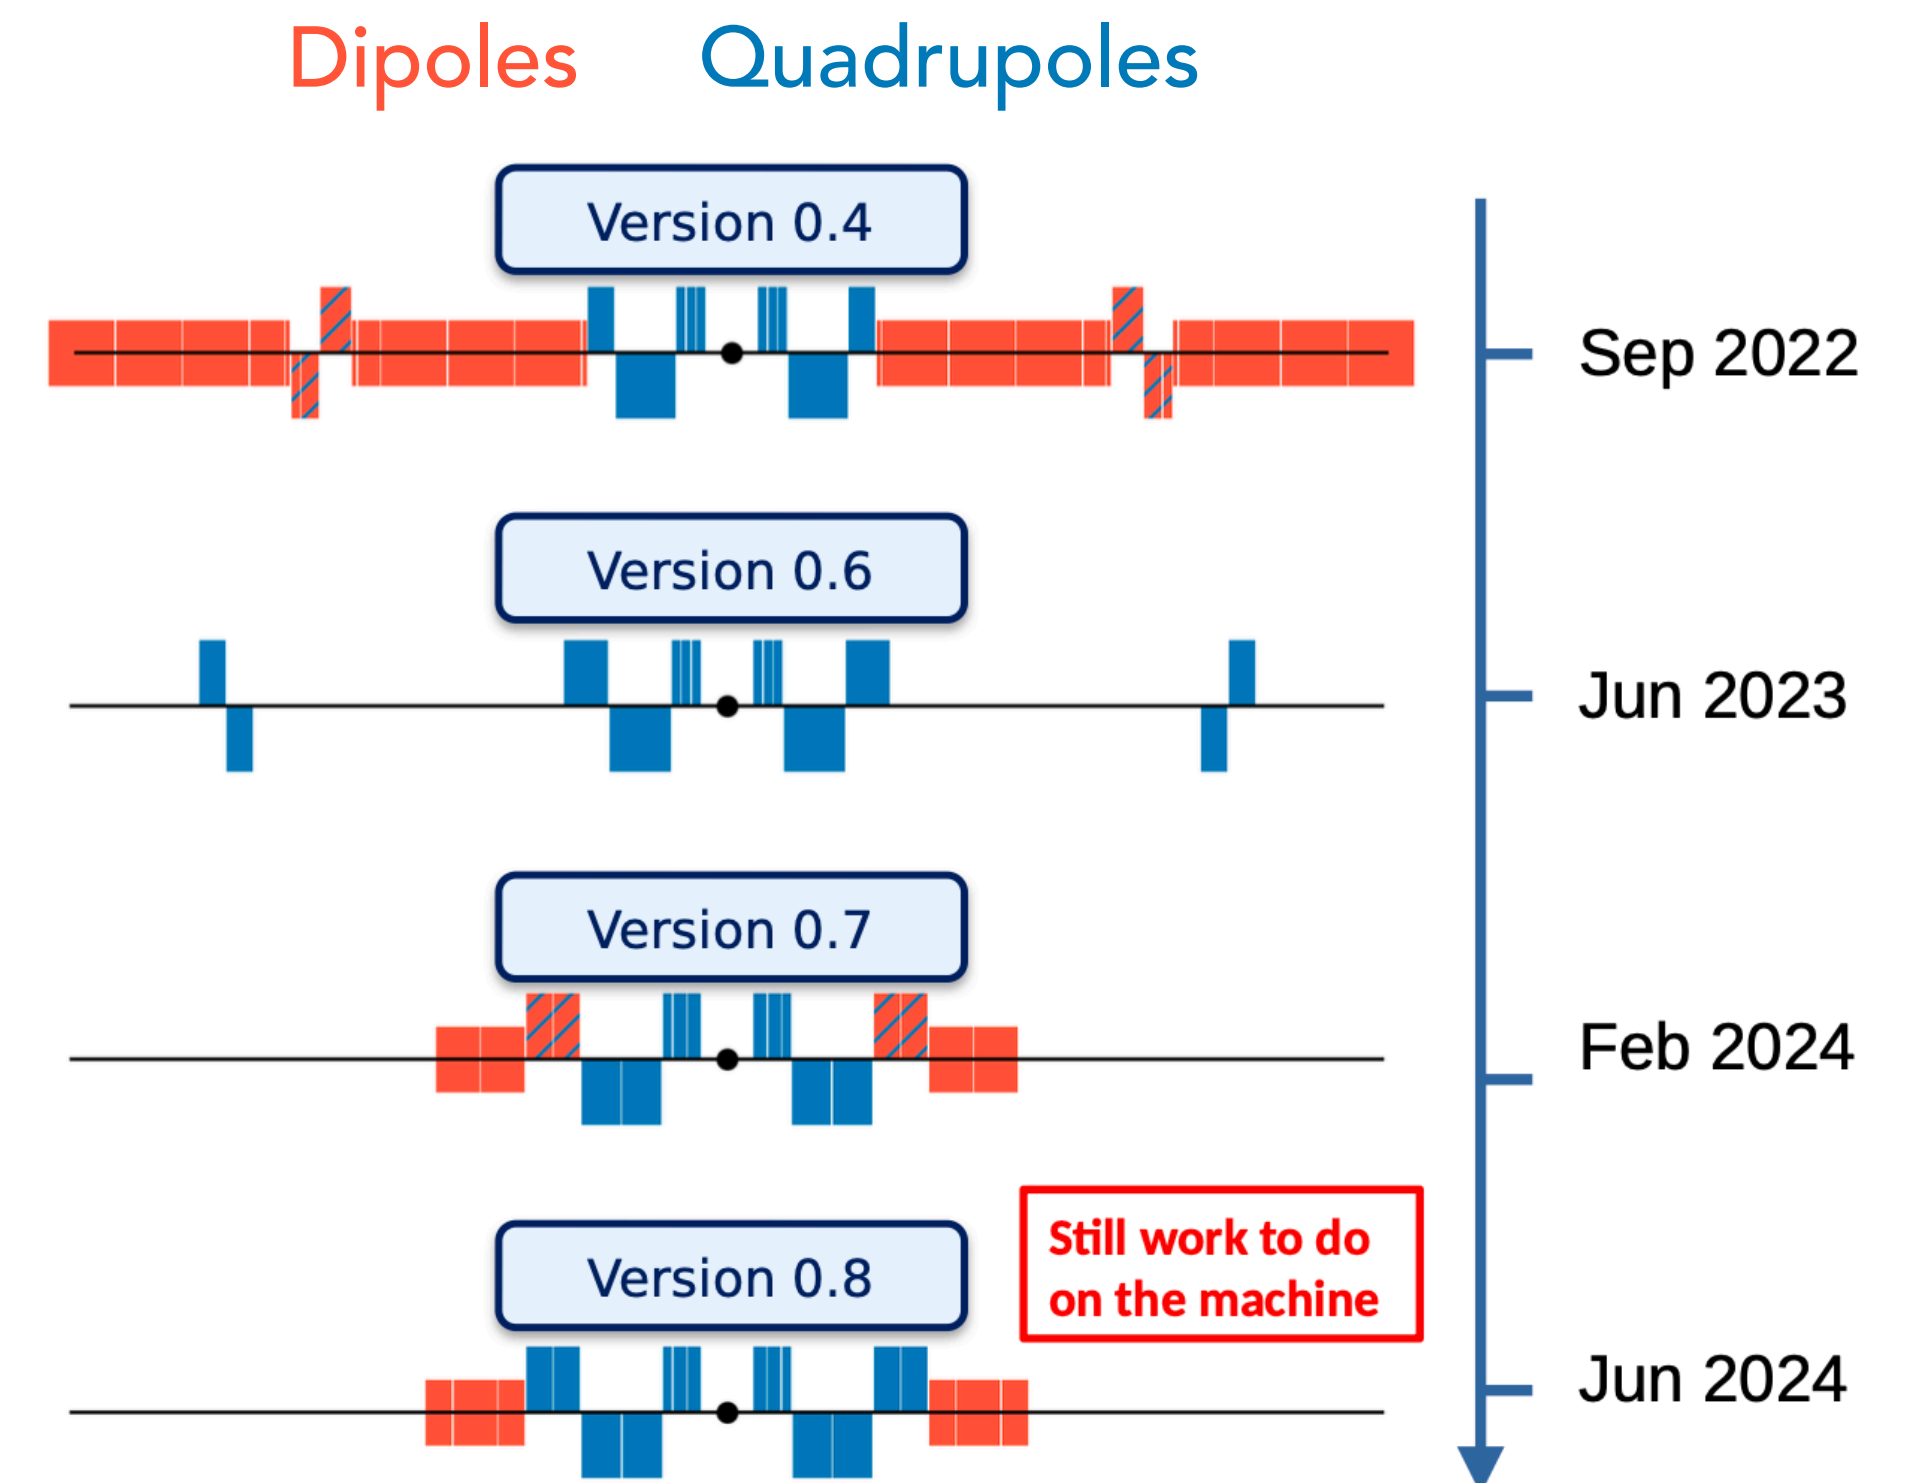 Dipoles Quadrupoles
Version 0.4
Sep 2022
Version 0.6
Jun 2023
Version 0.7
Feb 2024
Still work to do
on the machine
Version 0.8
Jun 2024